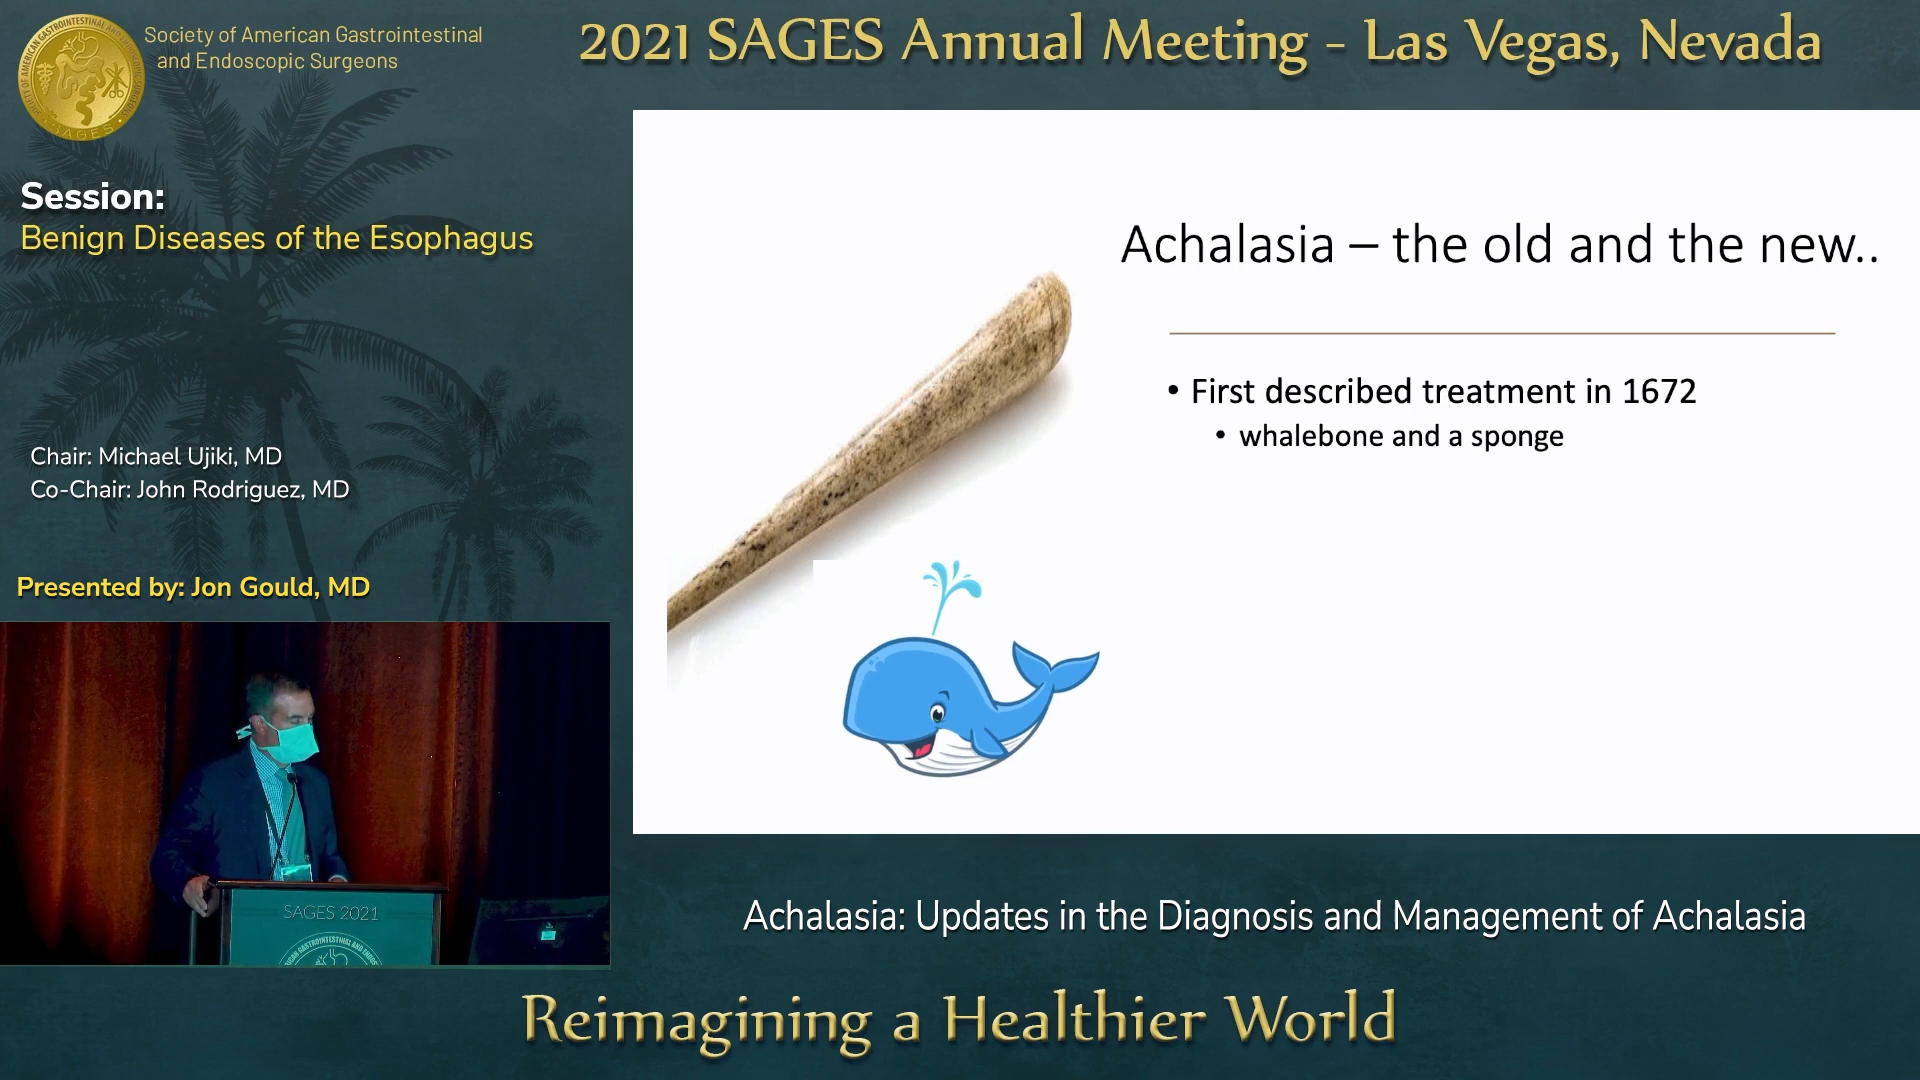 Society of American Gastrointestinal
and Endoscopic Surgeons
2021 SAGES Annual Meeting - Las Vegas, Nevada
SAGES
Session:
Benign Diseases of the Esophagus
Chair: Michael Ujiki, MD
Co-Chair: John Rodriguez, MD
Presented by: Jon Gould, MD
Achalasia – the old and the new..
• First described treatment in 1672
• whalebone and a sponge
SAGES 2021
Achalasia: Updates in the Diagnosis and Management of Achalasia
Reimagining a Healthier World